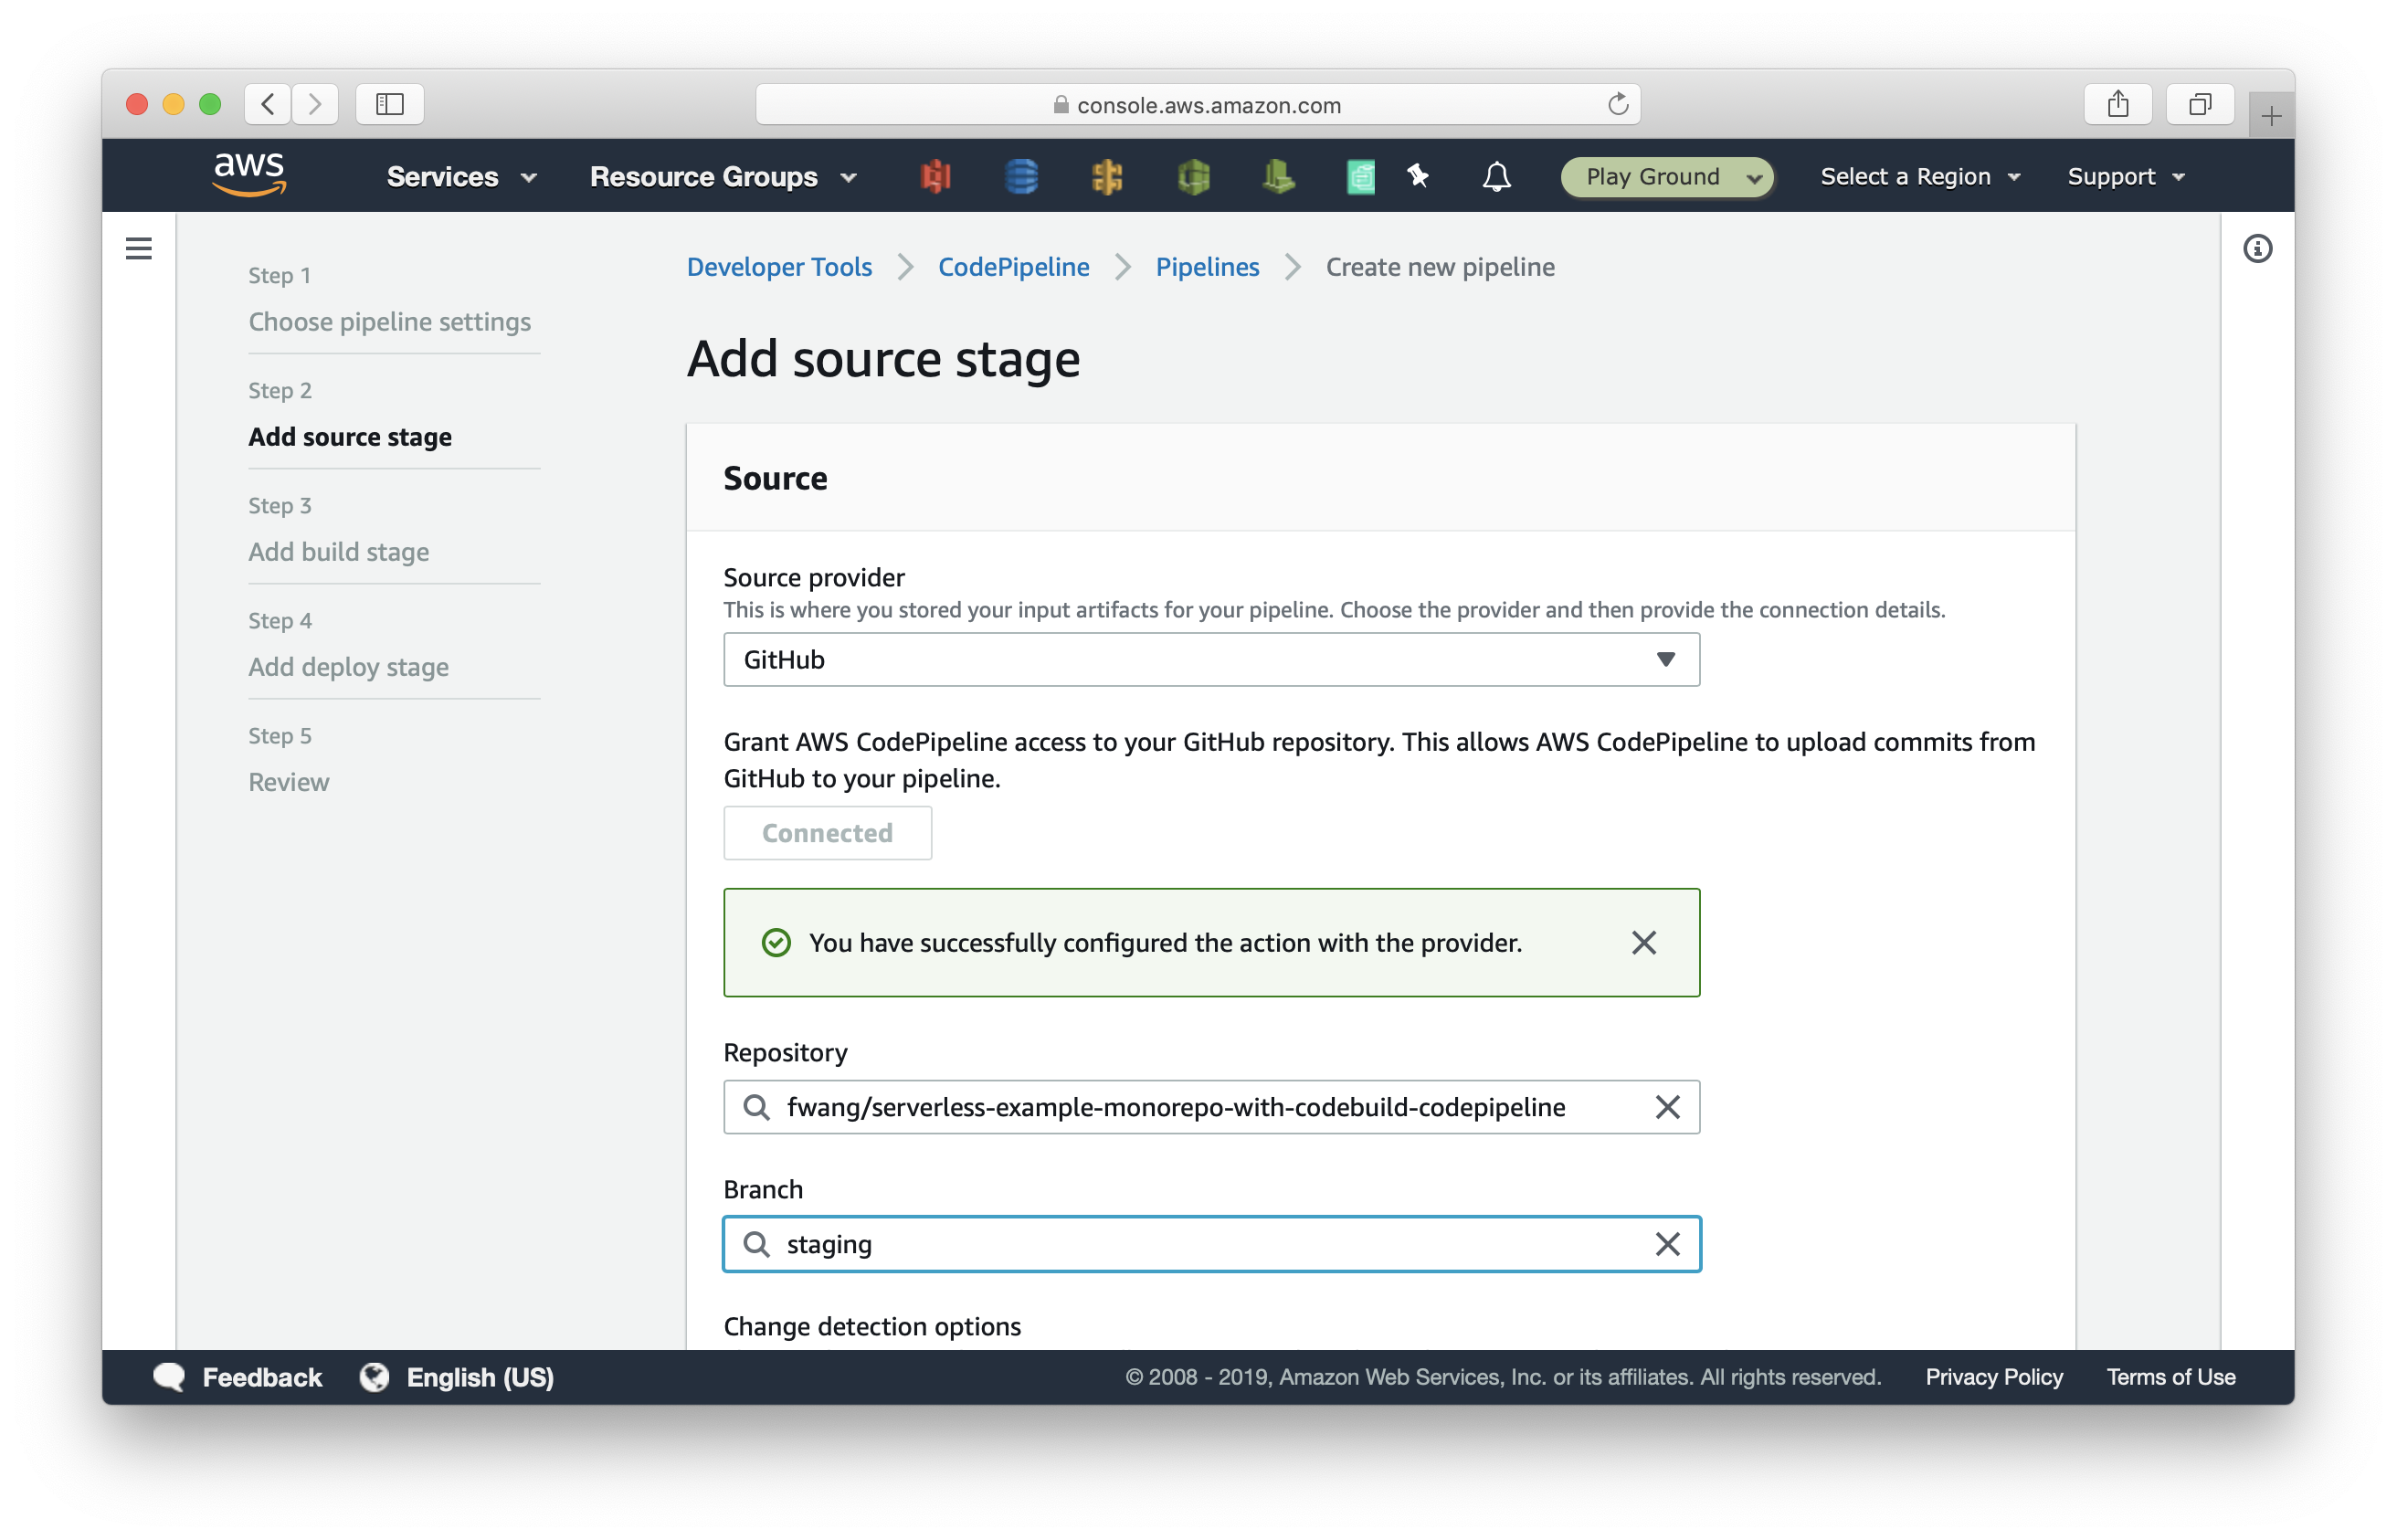 console.aws.amazon.com
aws
Services
Resource Groups
Play Ground
Select a Region
Support
Step 1
Choose pipeline settings
Step 2
Add source stage
Step 3
Add build stage
Step 4
Add deploy stage
Step 5
Review
Developer Tools
CodePipeline
Pipelines
Create new pipeline
Add source stage
Source
Source provider
This is where you stored your input artifacts for your pipeline. Choose the provider and then provide the connection details.
GitHub
Grant AWS CodePipeline access to your GitHub repository. This allows AWS CodePipeline to upload commits from
GitHub to your pipeline.
Connected
You have successfully configured the action with the provider.
Repository
fwang/serverless-example-monorepo-with-codebuild-codepipeline
Branch
staging
Change detection options
Feedback
English (US)
© 2008 - 2019, Amazon Web Services, Inc. or its affiliates. All rights reserved.
Privacy Policy
Terms of Use